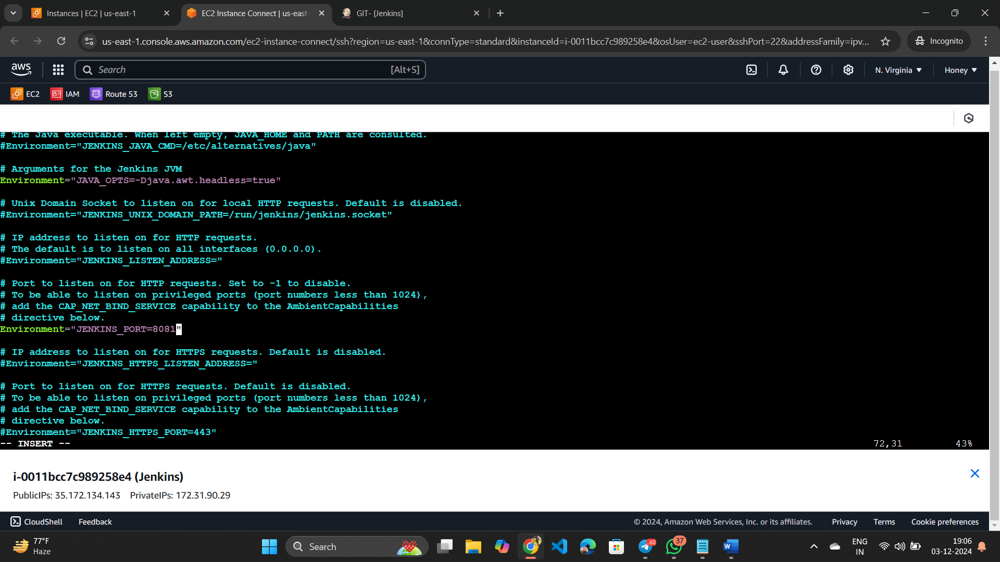 Instances | EC2 | us-east-1
EC2 Instance Connect | us-east-
GIT- [Jenkins]
us-east-1.console.aws.amazon.com/ec2-instance-connect/ssh?region=us-east-1&connType=standard&instanceId=i-0011bcc7c989258e4&osUser=ec2-user&sshPort=22&addressFamily=ipv...
Incognito
aws
Search
[Alt+S]
N. Virginia
Honey
EC2
IAM
Route 53
S3
# The Java executable. When left empty, JAVA_HOME and PATH are consulted.
#Environment="JENKINS_JAVA_CMD=/etc/alternatives/java"
# Arguments for the Jenkins JVM
Environment="JAVA_OPTS=-Djava.awt.headless=true"
# Unix Domain Socket to listen on for local HTTP requests. Default is disabled.
#Environment="JENKINS_UNIX_DOMAIN_PATH=/run/jenkins/jenkins.socket"
# IP address to listen on for HTTP requests.
# The default is to listen on all interfaces (0.0.0.0).
#Environment="JENKINS_LISTEN_ADDRESS="
# Port to listen on for HTTP requests. Set to -1 to disable.
# To be able to listen on privileged ports (port numbers less than 1024),
# add the CAP_NET_BIND_SERVICE capability to the AmbientCapabilities
# directive below.
Environment="JENKINS_PORT=8081"
# IP address to listen on for HTTPS requests. Default is disabled.
#Environment="JENKINS_HTTPS_LISTEN_ADDRESS="
# Port to listen on for HTTPS requests. Default is disabled.
# To be able to listen on privileged ports (port numbers less than 1024),
# add the CAP_NET_BIND_SERVICE capability to the AmbientCapabilities
# directive below.
#Environment="JENKINS_HTTPS_PORT=443"
-- INSERT -- 72,31 43%
i-0011bcc7c989258e4 (Jenkins)
PublicIPs: 35.172.134.143 PrivateIPs: 172.31.90.29
CloudShell
Feedback
© 2024, Amazon Web Services, Inc. or its affiliates.
Privacy
Terms
Cookie preferences
77°F
Haze
Search
60
37
ENG
IN
19:06
03-12-2024